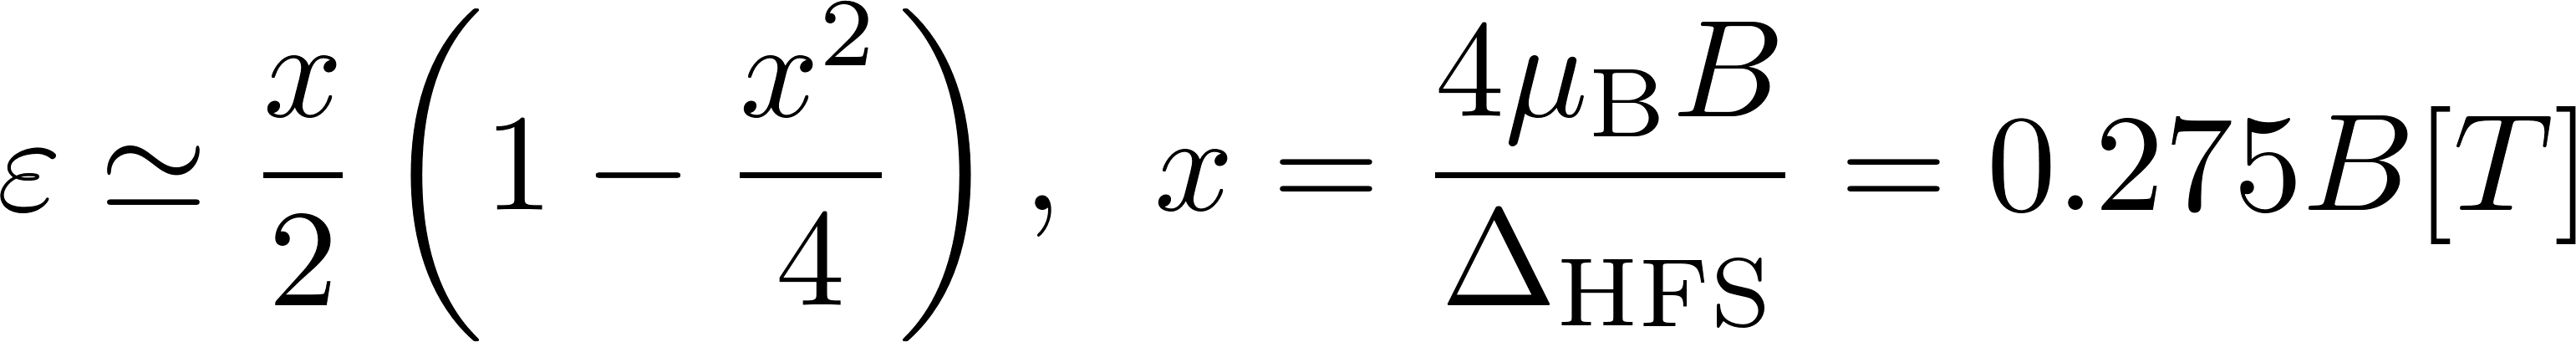 ε ≃ x/2 (1 − x²/4) , x = 4μ_B B/Δ_HFS = 0.275B[T]